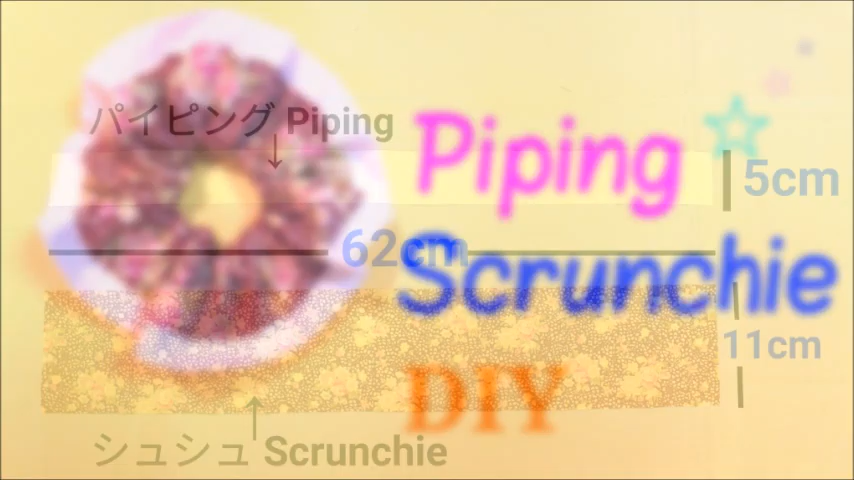 パイピング Piping
Piping
5cm
62cm
Scrunchie
11cm
DIY
シュシュ Scrunchie